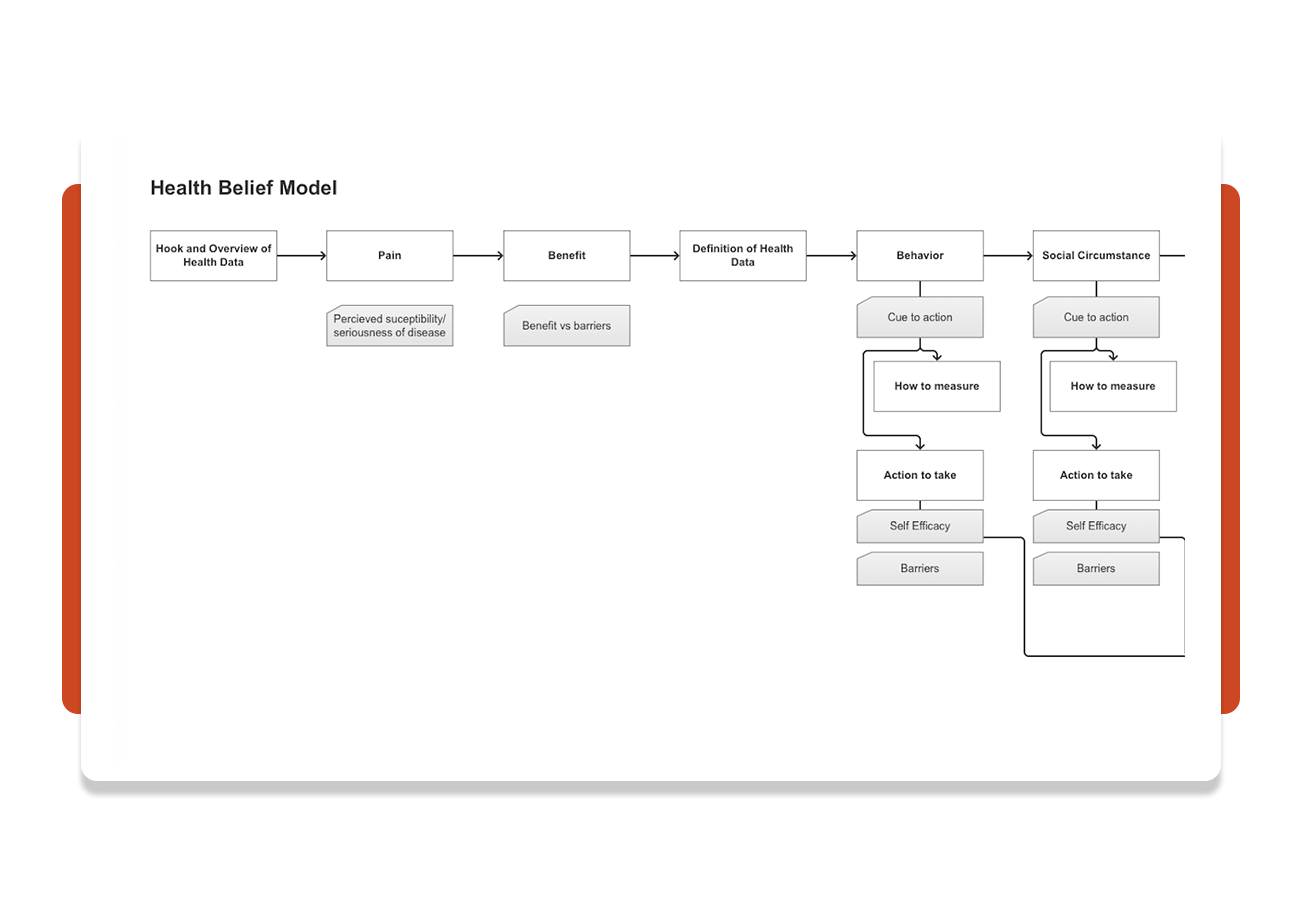 Health Belief Model
Hook and Overview of
Health Data
Pain
Benefit
Definition of Health
Data
Behavior
Social Circumstance
Percieved suceptibility/
seriousness of disease
Benefit vs barriers
Cue to action
Cue to action
How to measure
How to measure
Action to take
Action to take
Self Efficacy
Self Efficacy
Barriers
Barriers